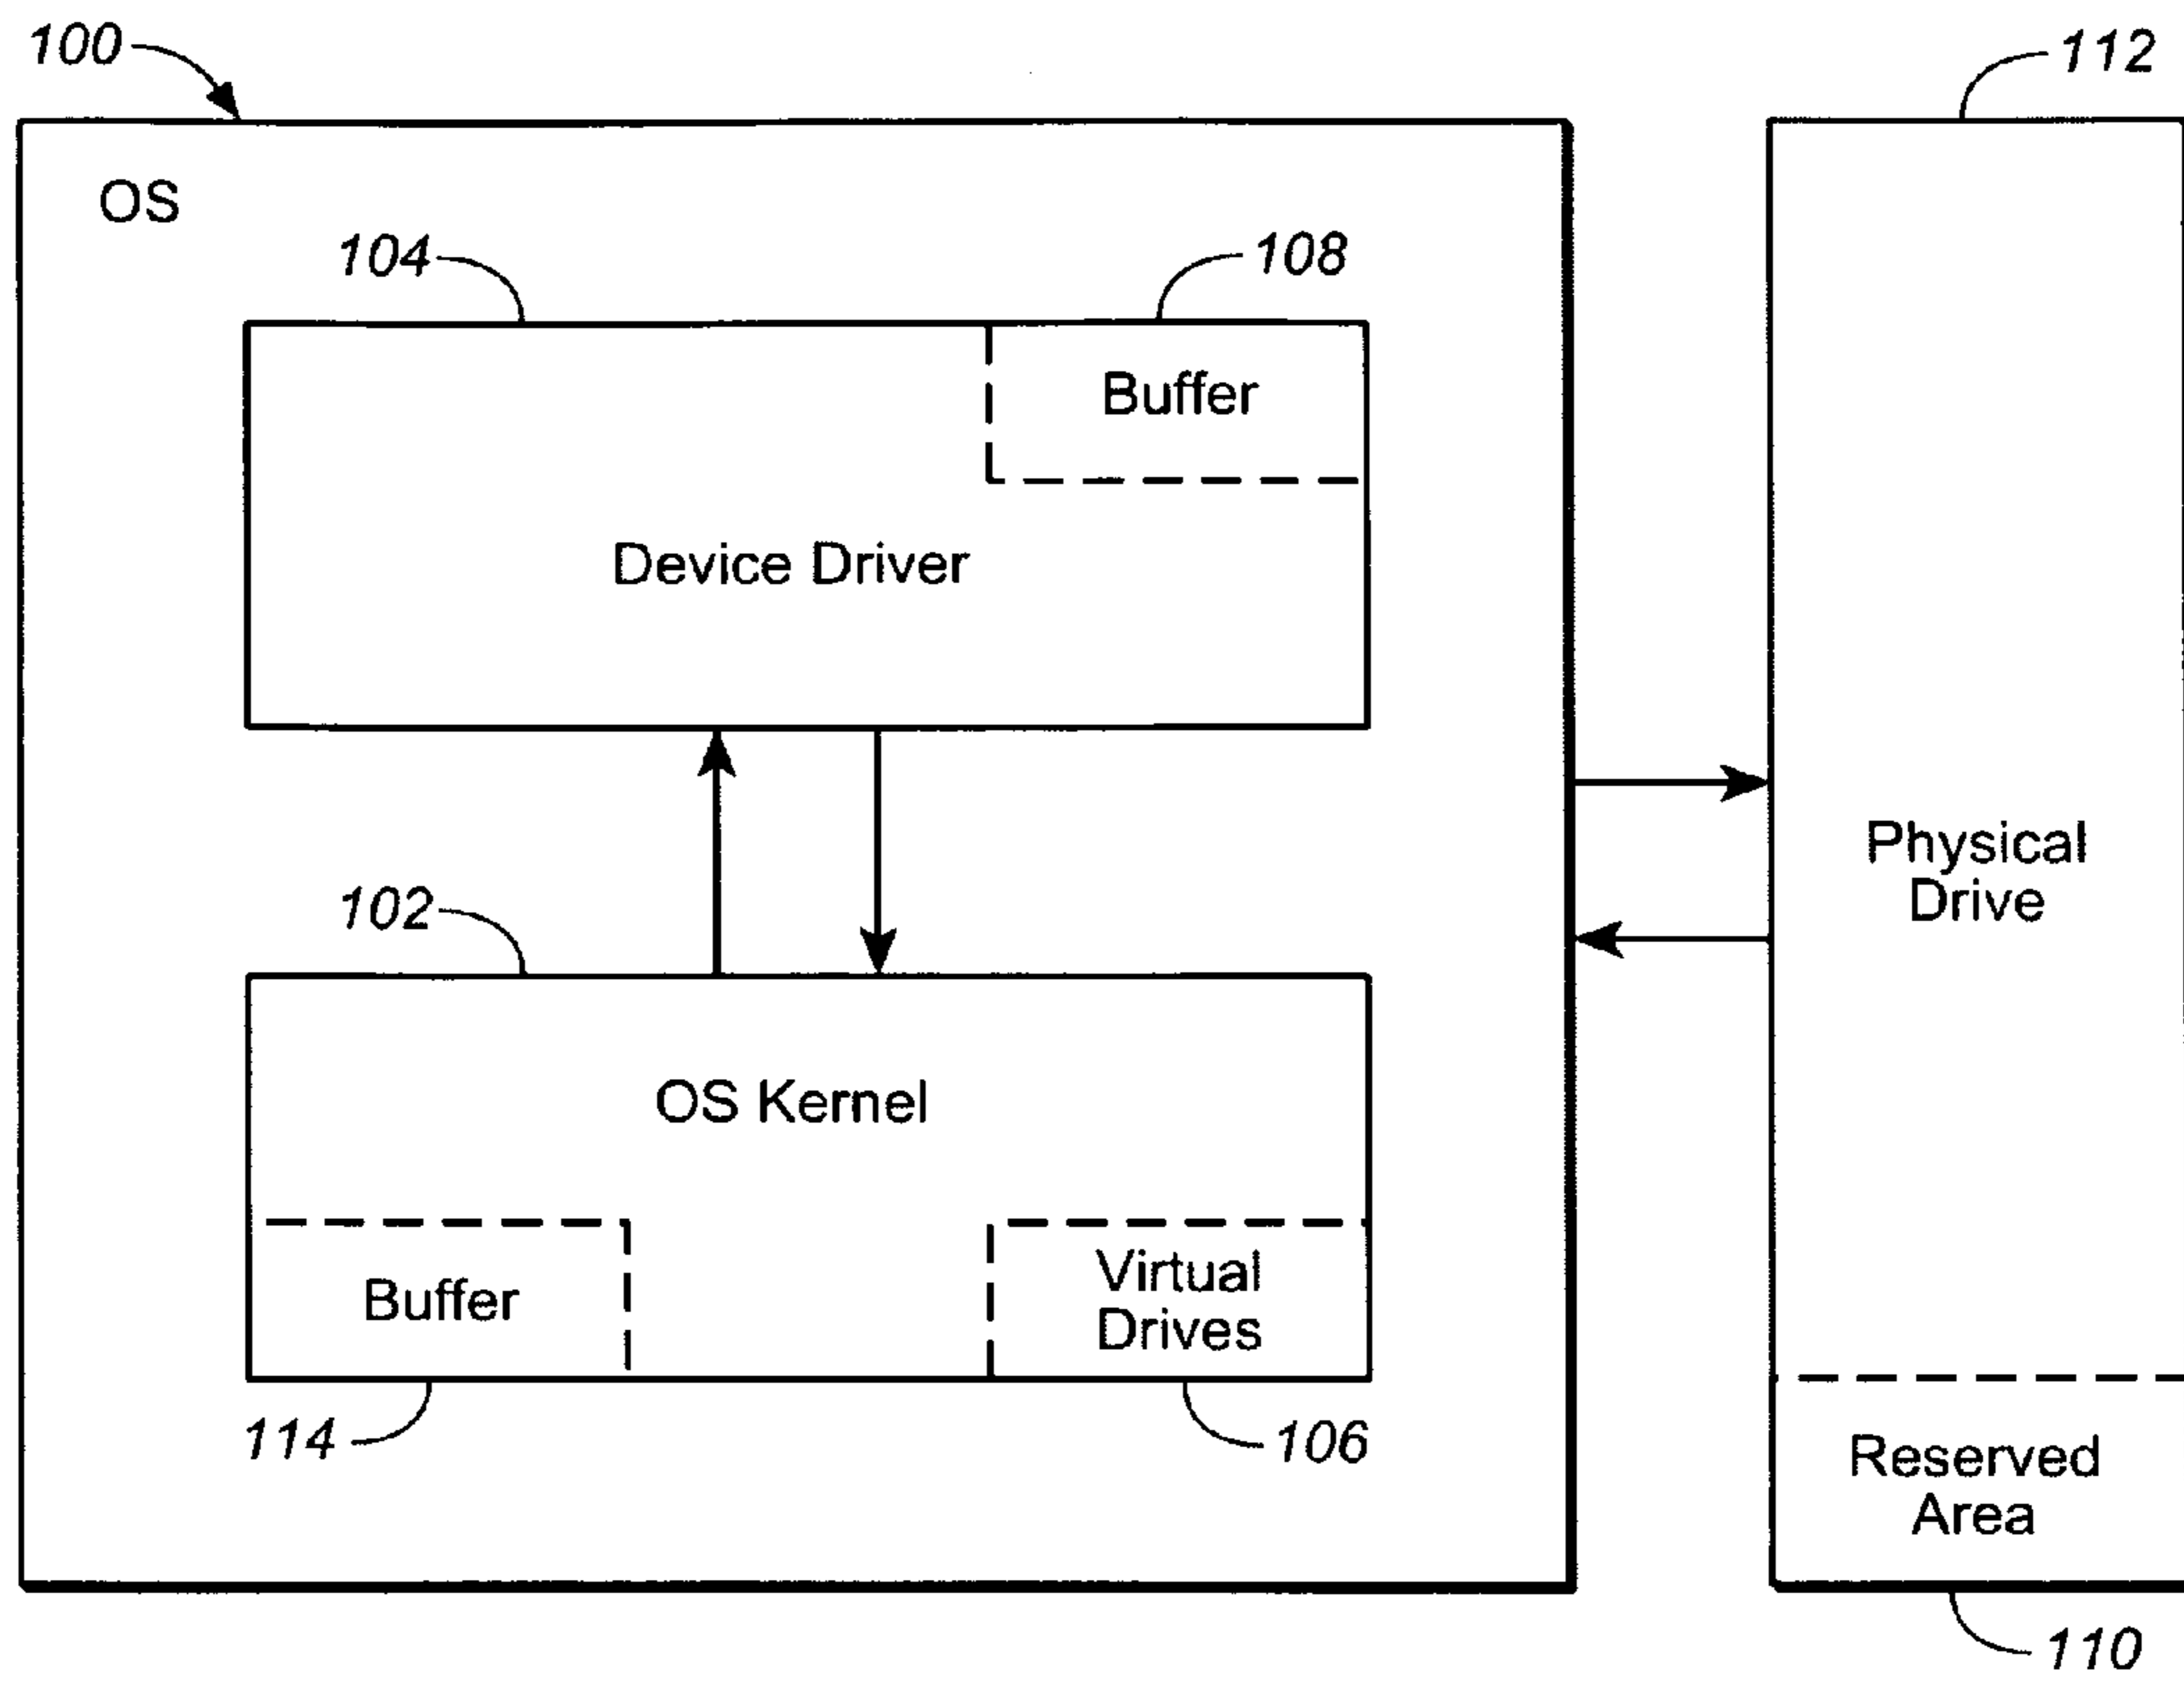 100
112
OS
104
108
Buffer
Device Driver
Physical
Drive
102
OS Kernel
Virtual
Drives
Buffer
114
106
Reserved
Area
110